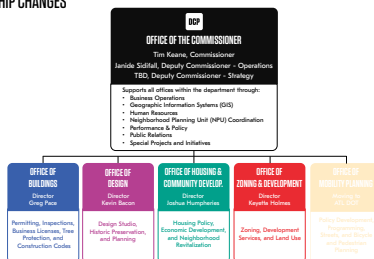 HIP CHANGES
DCP
OFFICE OF THE COMMISSIONER
Tim Keane, Commissioner
Janide Sidifall, Deputy Commissioner - Operations
TBD, Deputy Commissioner - Strategy
Supports all offices within the department through:
• Business Operations
• Geographic Information Systems (GIS)
• Human Resources
• Neighborhood Planning Unit (NPU) Coordination
• Performance & Policy
• Public Relations
• Special Projects and Initiatives
OFFICE OF
BUILDINGS
Director
Greg Pace
Permitting, Inspections,
Business Licenses, Tree
Protection, and
Construction Codes
OFFICE OF
DESIGN
Director
Kevin Bacon
Design Studio,
Historic Preservation,
and Planning
OFFICE OF HOUSING &
COMMUNITY DEVELOP.
Director
Joshua Humphries
Housing Policy,
Economic Development,
and Neighborhood
Revitalization
OFFICE OF
ZONING & DEVELOPMENT
Director
Keyetta Holmes
Zoning, Development
Services, and Land Use
OFFICE OF
MOBILITY PLANNING